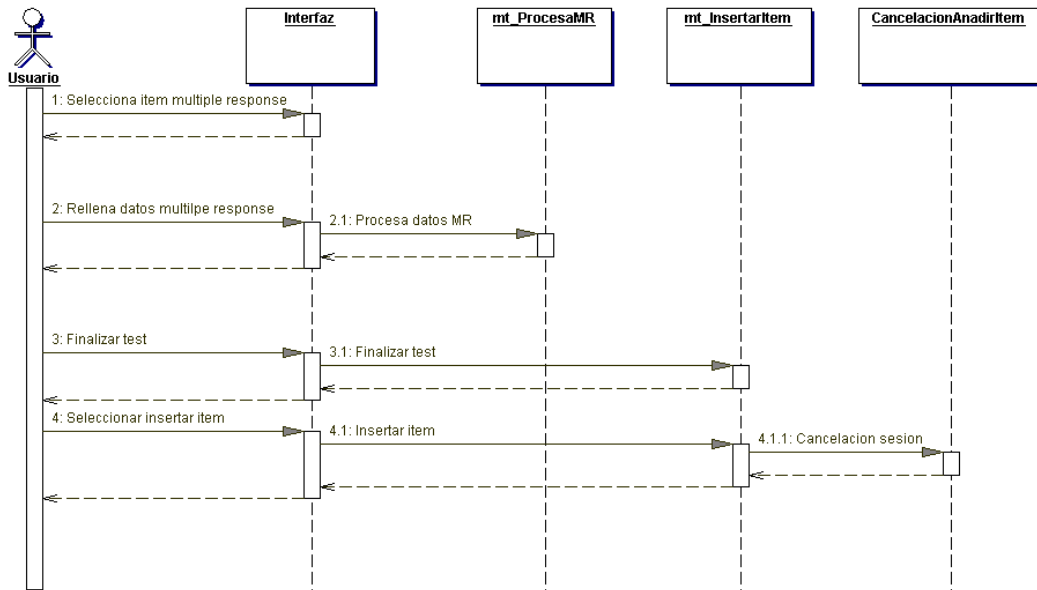 Interfaz
mt_ProcesaMR
mt_InsertarItem
CancelacionAnadirItem
Usuario
1: Selecciona item multiple response
2: Rellena datos multilpe response
2.1: Procesa datos MR
3: Finalizar test
3.1: Finalizar test
4: Seleccionar insertar item
4.1: Insertar item
4.1.1: Cancelacion sesion